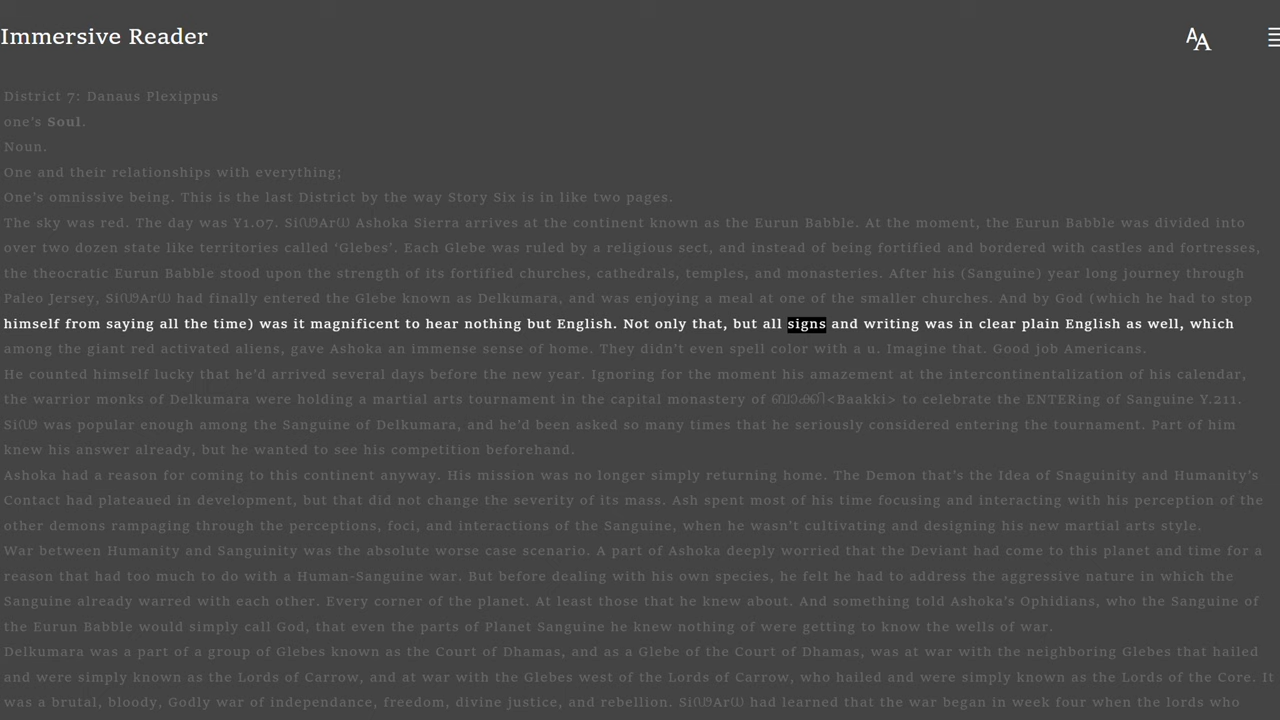 Immersive Reader
District 7: Danaus Plexippus
one's Soul.
Noun.
One and their relationships with everything;
One's omnissive being. This is the last District by the way Story Six is in like two pages.
The sky was red. The day was Y1.07. Siശ്ArധAshoka Sierra arrives at the continent known as the Eurun Babble. At the moment, the Eurun Babble was divided into
over two dozen state like territories called ‘Glebes’. Each Glebe was ruled by a religious sect, and instead of being fortified and bordered with castles and fortresses,
the theocratic Eurun Babble stood upon the strength of its fortified churches, cathedrals, temples, and monasteries. After his (Sanguine) year long journey through
Paleo Jersey, had finally entered the Glebe known as Delkumara, and was enjoying a meal at one of the smaller churches. And by God (which he had to stop
himself from saying all the time) was it magnificent to hear nothing but English. Not only that, but all signs and writing was in clear plain English as well, which
among the giant red activated aliens, gave Ashoka an immense sense of home. They didn't even spell color with a u. Imagine that. Good job Americans.
He counted himself lucky that he'd arrived several days before the new year. Ignoring for the moment his amazement at the intercontinentalization of his calendar,
the warrior monks of Delkumara were holding a martial arts tournament in the capital monastery of ബാക്കി<Baakki> to celebrate the ENTERing of Sanguine Y.211.
was popular enough among the Sanguine of Delkumara, and he'd been asked so many times that he seriously considered entering the tournament. Part of him
knew his answer already, but he wanted to see his competition beforehand.
Ashoka had a reason for coming to this continent anyway. His mission was no longer simply returning home. The Demon that's the Idea of Snaguinity and Humanity's
Contact had plateaued in development, but that did not change the severity of its mass. Ash spent most of his time focusing and interacting with his perception of the
other demons rampaging through the perceptions, foci, and interactions of the Sanguine, when he wasn't cultivating and designing his new martial arts style.
War between Humanity and Sanguinity was the absolute worse case scenario. A part of Ashoka deeply worried that the Deviant had come to this planet and time for a
reason that had too much to do with a Human-Sanguine war. But before dealing with his own species, he felt he had to address the aggressive nature in which the
Sanguine already warred with each other. Every corner of the planet. At least those that he knew about. And something told Ashoka's Ophidians, who the Sanguine of
the Eurun Babble would simply call God, that even the parts of Planet Sanguine he knew nothing of were getting to know the wells of war.
Delkumara was a part of a group of Glebes known as the Court of Dhamas, and as a Glebe of the Court of Dhamas, was at war with the neighboring Glebes that hailed
and were simply known as the Lords of Carrow, and at war with the Glebes west of the Lords of Carrow, who hailed and were simply known as the Lords of the Core. It
was a brutal, bloody, Godly war of independance, freedom, divine justice, and rebellion. had learned that the war began in week four when the lords who